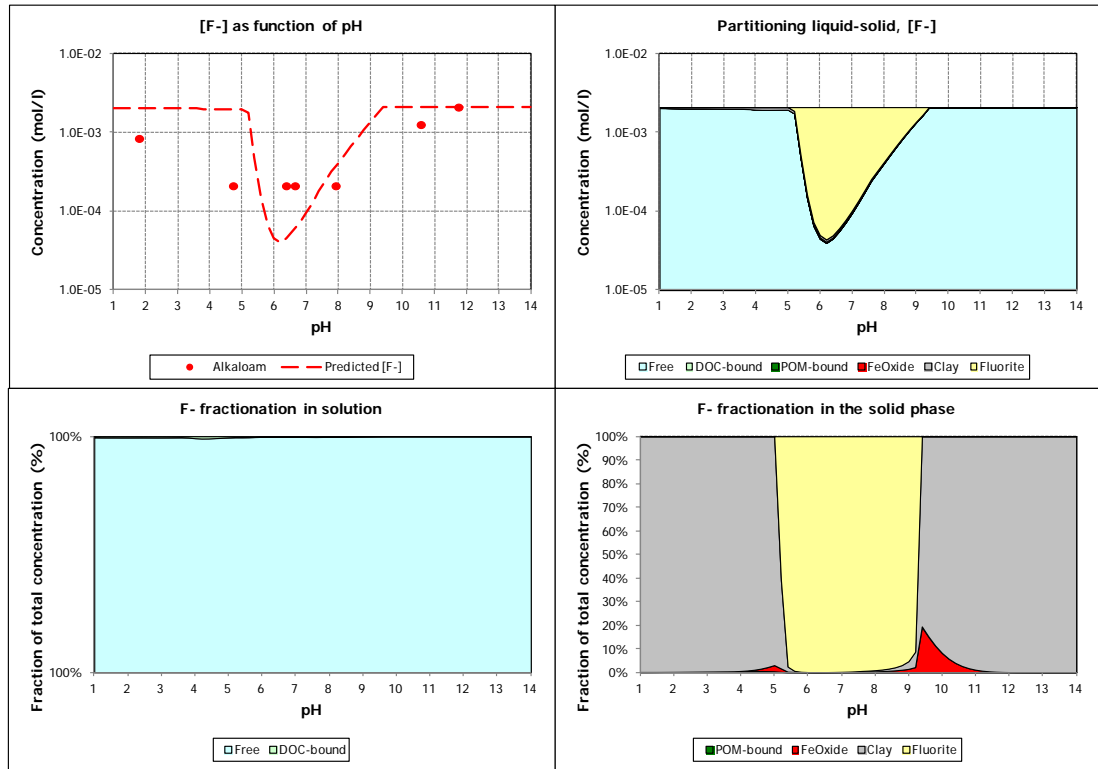 [F-] as function of pH
Concentration (mol/l)
1.0E-02
1.0E-03
1.0E-04
1.0E-05
1 2 3 4 5 6 7 8 9 10 11 12 13 14
pH
Alkaloam Predicted [F-]
Partitioning liquid-solid, [F-]
Concentration (mol/l)
1.0E-02
1.0E-03
1.0E-04
1.0E-05
1 2 3 4 5 6 7 8 9 10 11 12 13 14
pH
Free DOC-bound POM-bound FeOxide Clay Fluorite
F- fractionation in solution
Fraction of total concentration (%)
100%
100%
1 2 3 4 5 6 7 8 9 10 11 12 13 14
pH
Free DOC-bound
F- fractionation in the solid phase
Fraction of total concentration (%)
100%
90%
80%
70%
60%
50%
40%
30%
20%
10%
0%
1 2 3 4 5 6 7 8 9 10 11 12 13 14
pH
POM-bound FeOxide Clay Fluorite